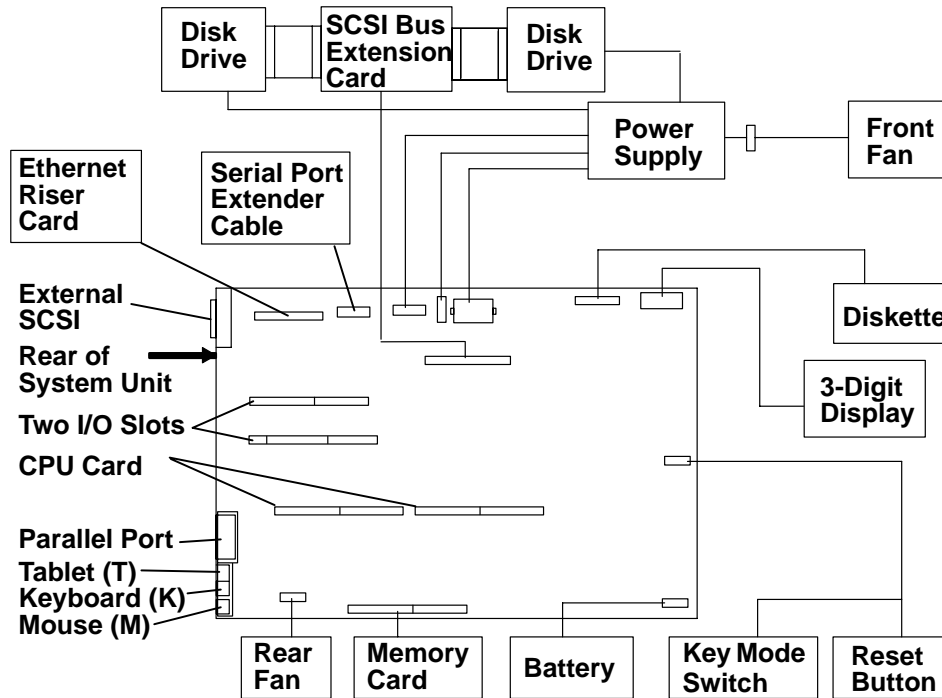 Disk
Drive
SCSI Bus
Extension
Card
Disk
Drive
Power
Supply
Front
Fan
Ethernet
Riser
Card
Serial Port
Extender
Cable
External
SCSI
Diskette
Rear of
System Unit
3-Digit
Display
Two I/O Slots
CPU Card
Parallel Port
Tablet (T)
Keyboard (K)
Mouse (M)
Rear
Fan
Memory
Card
Battery
Key Mode
Switch
Reset
Button